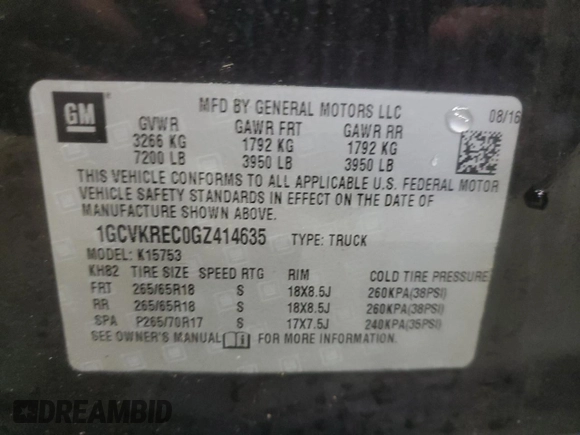 GM
MFD BY GENERAL MOTORS LLC
08/16
GVWR GAWR FRT GAWR RR
3266 KG 1792 KG 1792 KG
7200 LB 3950 LB 3950 LB
THIS VEHICLE CONFORMS TO ALL APPLICABLE U.S. FEDERAL MOTOR
VEHICLE SAFETY STANDARDS IN EFFECT ON THE DATE OF
MANUFACTURE SHOWN ABOVE.
1GCVKREC0GZ414635 TYPE: TRUCK
MODEL: K15753
KH82 TIRE SIZE SPEED RTG RIM COLD TIRE PRESSURE
FRT 265/65R18 S 18X8.5J 260KPA(38PSI)
RR 265/65R18 S 18X8.5J 260KPA(38PSI)
SPA P265/70R17 S 17X7.5J 240KPA(35PSI)
SEE OWNER'S MANUAL FOR MORE INFORMATION.
DREAMBID